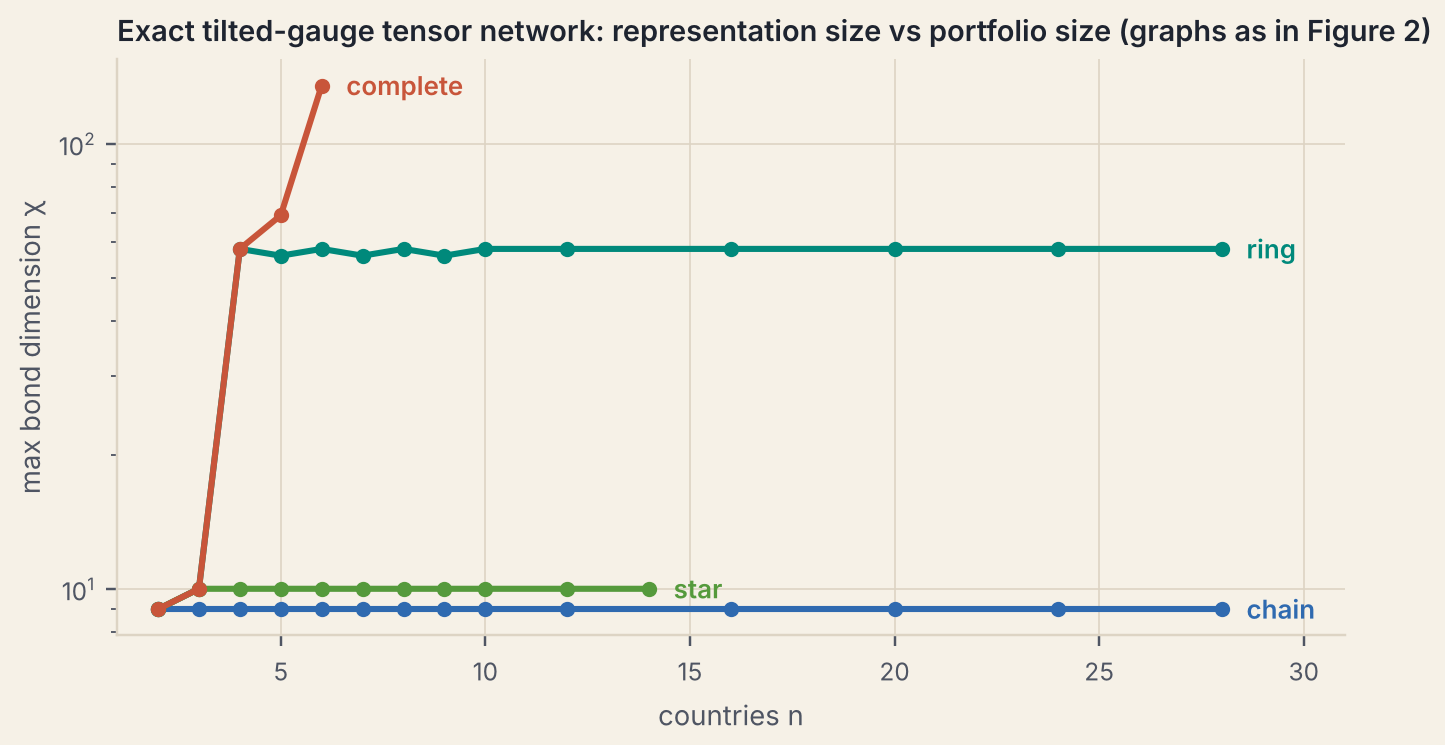 Exact tilted-gauge tensor network: representation size vs portfolio size (graphs as in Figure 2)
complete
10²
ring
max bond dimension χ
star
10¹
chain
5 10 15 20 25 30
countries n